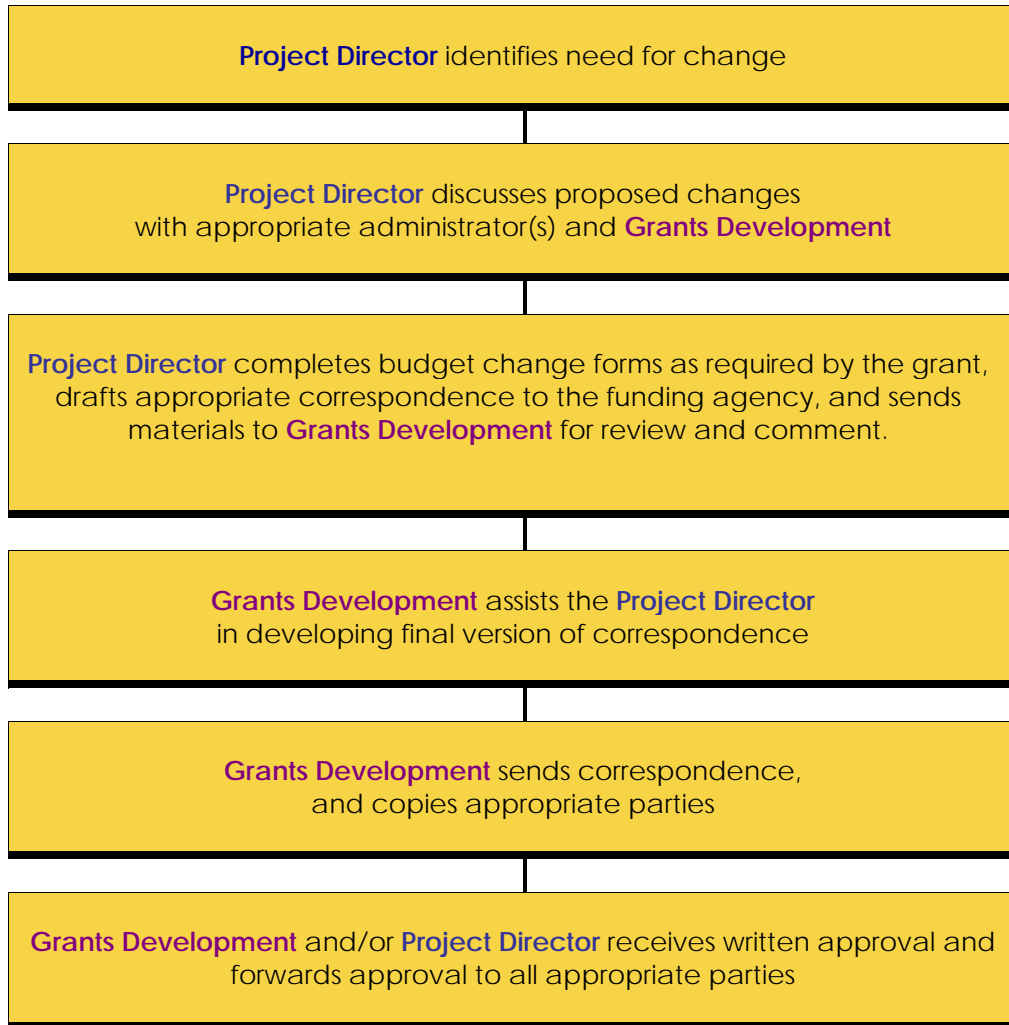 Project Director identifies need for change
Project Director discusses proposed changes
with appropriate administrator(s) and Grants Development
Project Director completes budget change forms as required by the grant,
drafts appropriate correspondence to the funding agency, and sends
materials to Grants Development for review and comment.
Grants Development assists the Project Director
in developing final version of correspondence
Grants Development sends correspondence,
and copies appropriate parties
Grants Development and/or Project Director receives written approval and
forwards approval to all appropriate parties